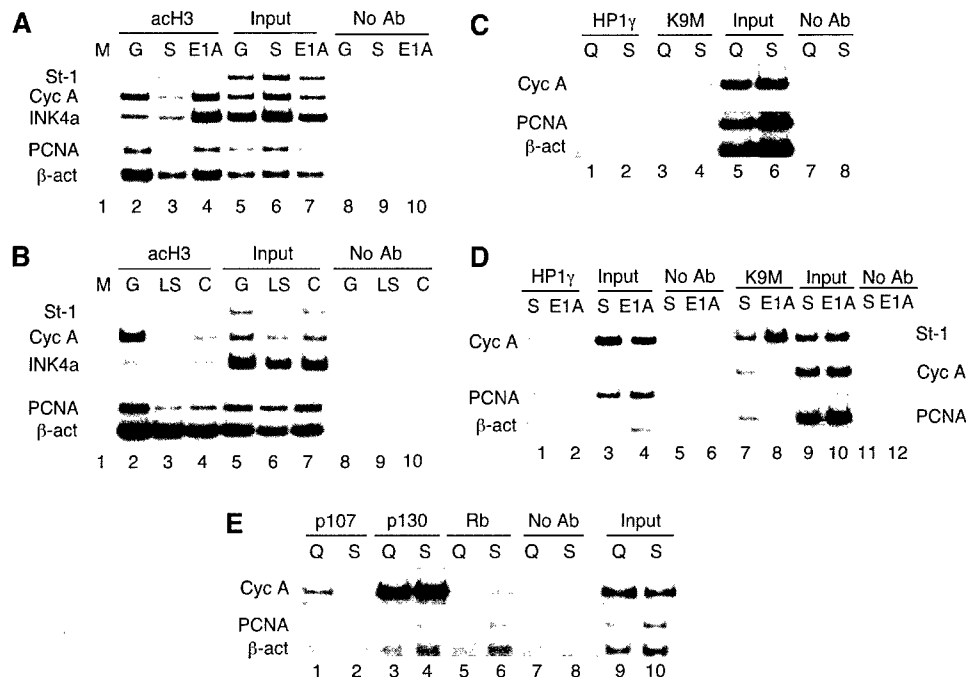 A
acH3 Input No Ab
M G S E1A G S E1A G S E1A
St-1
Cyc A
INK4a
PCNA
β-act
1 2 3 4 5 6 7 8 9 10
B
acH3 Input No Ab
M G LS C G LS C G LS C
St-1
Cyc A
INK4a
PCNA
β-act
1 2 3 4 5 6 7 8 9 10
C
HP1γ K9M Input No Ab
Q S Q S Q S Q S
Cyc A
PCNA
β-act
1 2 3 4 5 6 7 8
D
HP1γ Input No Ab K9M Input No Ab
S E1A S E1A S E1A S E1A S E1A S E1A
Cyc A
PCNA
β-act
St-1
Cyc A
PCNA
1 2 3 4 5 6 7 8 9 10 11 12
E
p107 p130 Rb No Ab Input
Q S Q S Q S Q S Q S
Cyc A
PCNA
β-act
1 2 3 4 5 6 7 8 9 10